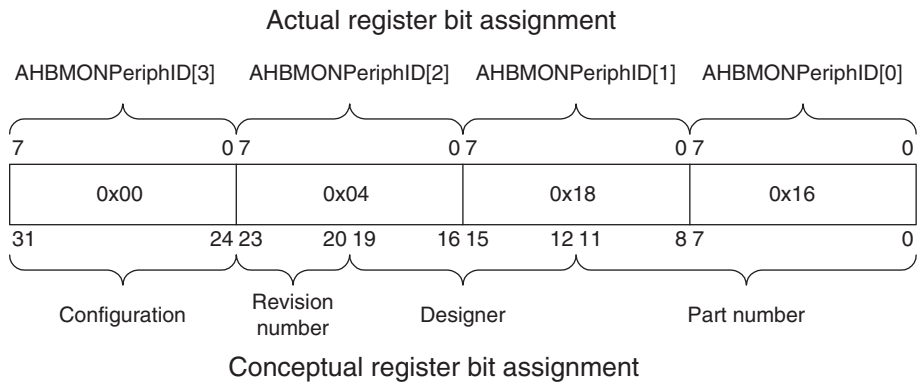 Actual register bit assignment
AHBMONPeriphID[3] AHBMONPeriphID[2] AHBMONPeriphID[1] AHBMONPeriphID[0]
7 0 7 0 7 0 7 0
0x00 0x04 0x18 0x16
31 24 23 20 19 16 15 12 11 8 7 0
Configuration Revision number Designer Part number
Conceptual register bit assignment